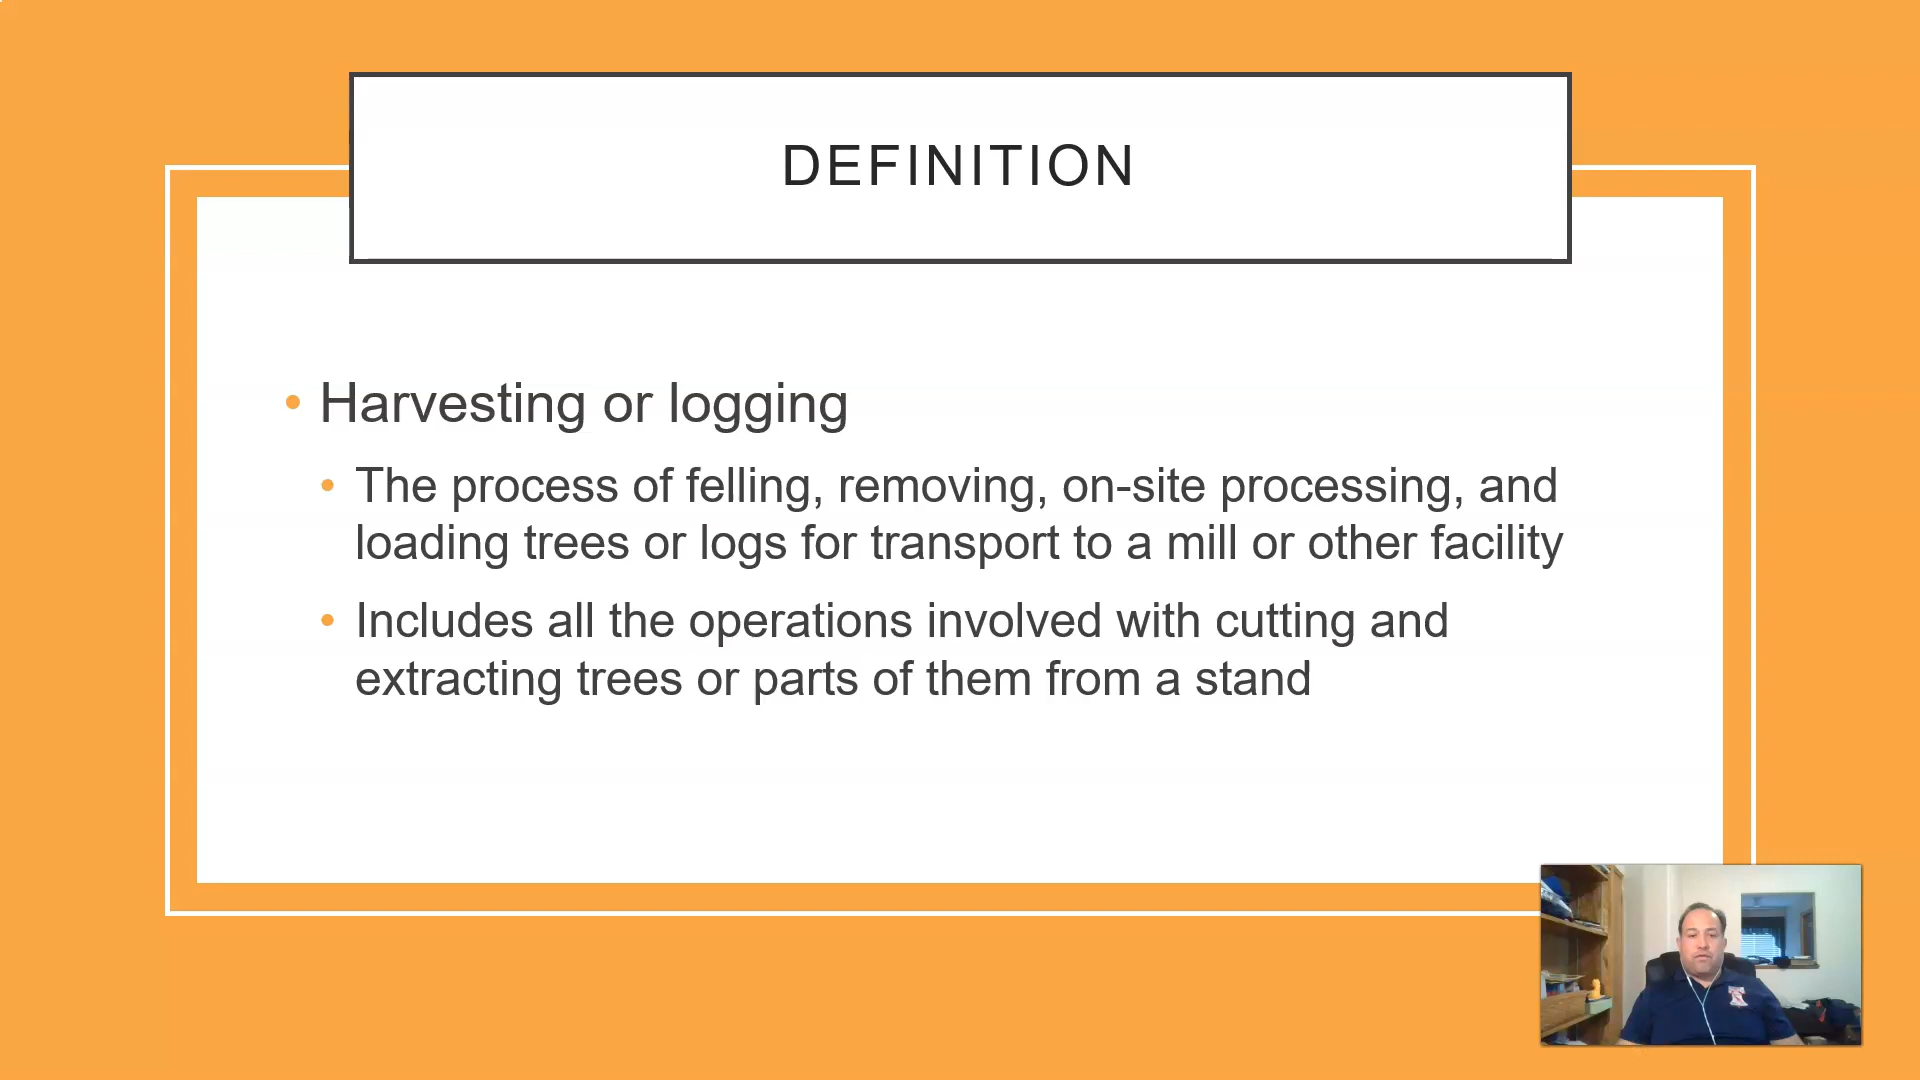 DEFINITION
• Harvesting or logging
• The process of felling, removing, on-site processing, and
loading trees or logs for transport to a mill or other facility
• Includes all the operations involved with cutting and
extracting trees or parts of them from a stand